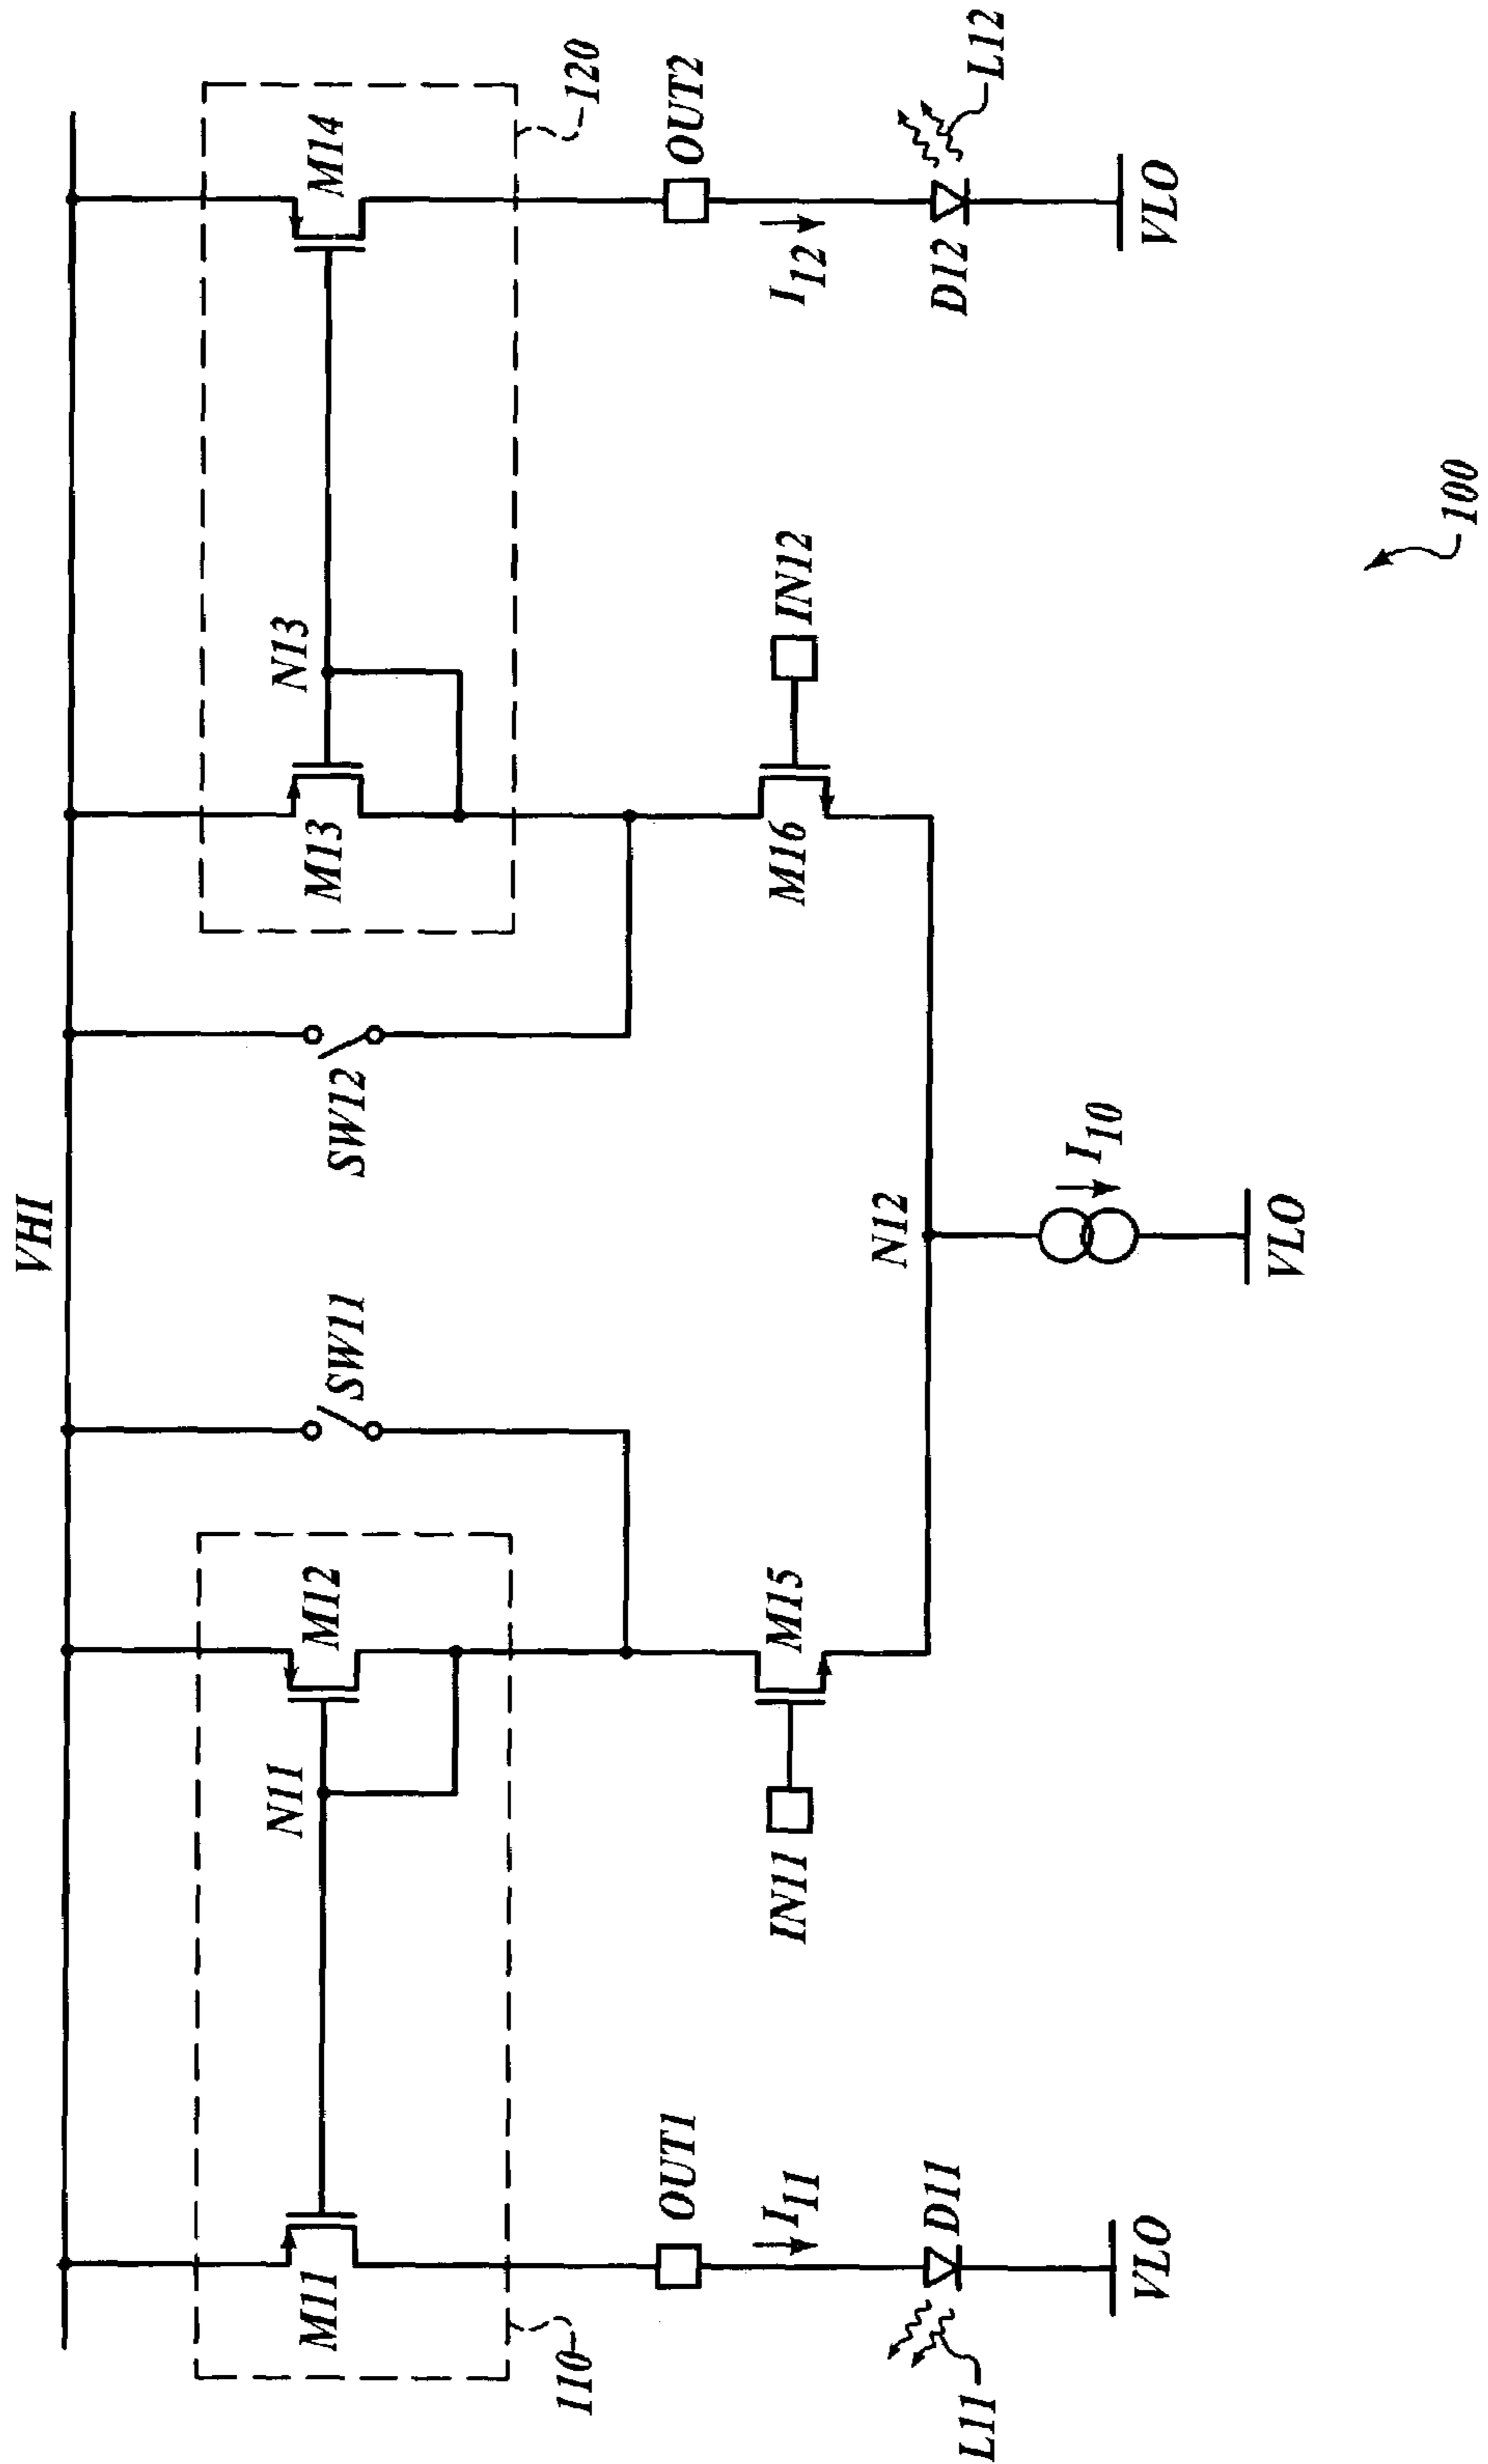 VHI
M11
N11
M12
SW11
SW12
M13
N13
M14
110
120
OUT1
OUT2
IN11
M15
M16
IN12
I11
I12
N12
L11
D11
D12
L12
I10
VLO
VLO
VLO
100